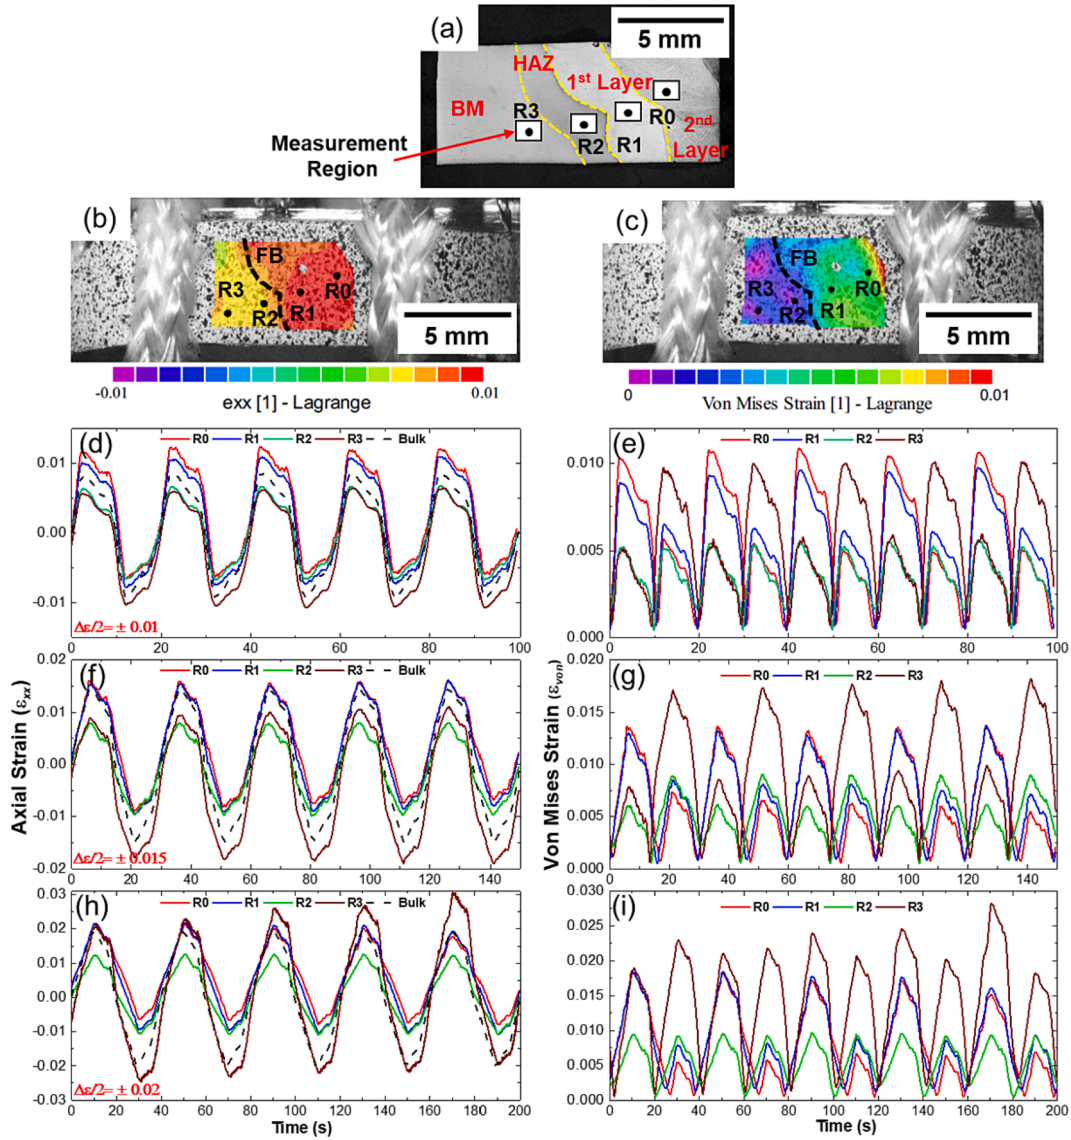 (a)
5 mm
HAZ
1st Layer
BM
R3
R0
R2
R1
2nd
Layer
Measurement
Region
(b)
FB
R3
R0
R2
R1
5 mm
-0.01
0.01
exx [1] - Lagrange
(c)
FB
R3
R0
R2
R1
5 mm
0
0.01
Von Mises Strain [1] - Lagrange
(d)
R0 R1 R2 R3 Bulk
0.01
0.00
-0.01
Δε/2= ± 0.01
0 20 40 60 80 100
(e)
R0 R1 R2 R3
0.010
0.005
0.000
0 20 40 60 80 100
Axial Strain (εxx)
(f)
R0 R1 R2 R3 Bulk
0.02
0.01
0.00
-0.01
-0.02
Δε/2= ± 0.015
0 20 40 60 80 100 120 140
Von Mises Strain (εvon)
(g)
R0 R1 R2 R3
0.020
0.015
0.010
0.005
0.000
0 20 40 60 80 100 120 140
(h)
R0 R1 R2 R3 Bulk
0.03
0.02
0.01
0.00
-0.01
-0.02
-0.03
Δε/2= ± 0.02
0 20 40 60 80 100 120 140 160 180 200
Time (s)
(i)
R0 R1 R2 R3
0.030
0.025
0.020
0.015
0.010
0.005
0.000
0 20 40 60 80 100 120 140 160 180 200
Time (s)